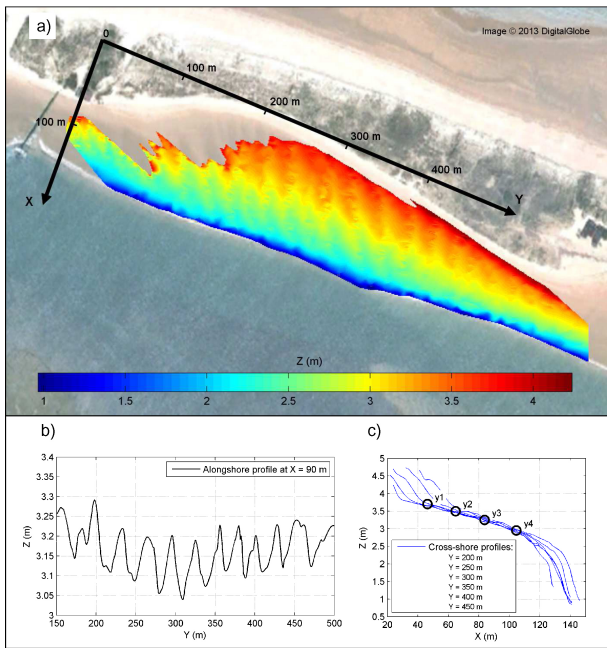 a)
Image © 2013 DigitalGlobe
0
100 m
200 m
300 m
400 m
100 m
X
Y
Z (m)
1 1.5 2 2.5 3 3.5 4
b)
Alongshore profile at X = 90 m
3.4
3.35
3.3
3.25
3.2
3.15
3.1
3.05
3
Z (m)
150 200 250 300 350 400 450 500
Y (m)
c)
5
4.5
4
3.5
3
2.5
2
1.5
1
0.5
Z (m)
y1
y2
y3
y4
Cross-shore profiles:
Y = 200 m
Y = 250 m
Y = 300 m
Y = 350 m
Y = 400 m
Y = 450 m
20 40 60 80 100 120 140
X (m)